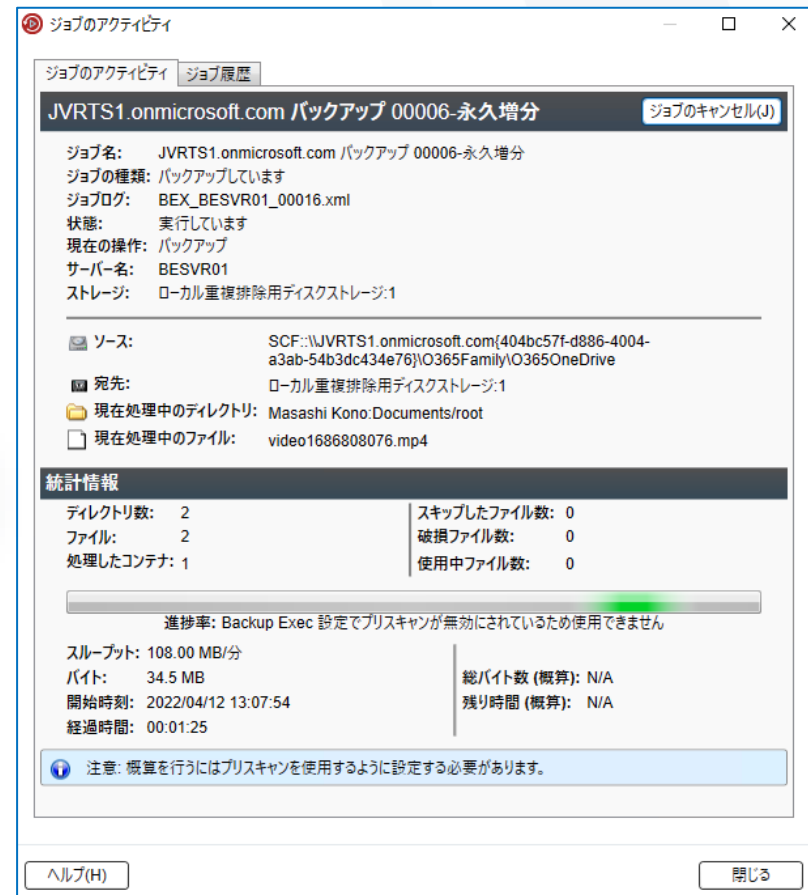 ジョブのアクティビティ
ジョブのアクティビティ ジョブ履歴
JVRTS1.onmicrosoft.com バックアップ 00006-永久増分 ジョブのキャンセル(J)
ジョブ名: JVRTS1.onmicrosoft.com バックアップ 00006-永久増分
ジョブの種類: バックアップしています
ジョブログ: BEX_BESVR01_00016.xml
状態: 実行しています
現在の操作: バックアップ
サーバー名: BESVR01
ストレージ: ローカル重複排除用ディスクストレージ:1
ソース: SCF::\\JVRTS1.onmicrosoft.com{404bc57f-d886-4004-
a3ab-54b3dc434e76}\O365Family\O365OneDrive
宛先: ローカル重複排除用ディスクストレージ:1
現在処理中のディレクトリ: Masashi Kono:Documents/root
現在処理中のファイル: video1686808076.mp4
統計情報
ディレクトリ数: 2 スキップしたファイル数: 0
ファイル: 2 破損ファイル数: 0
処理したコンテナ: 1 使用中ファイル数: 0
進捗率: Backup Exec 設定でプリスキャンが無効にされているため使用できません
スループット: 108.00 MB/分
バイト: 34.5 MB 総バイト数 (概算): N/A
開始時刻: 2022/04/12 13:07:54 残り時間 (概算): N/A
経過時間: 00:01:25
注意: 概算を行うにはプリスキャンを使用するように設定する必要があります。
ヘルプ(H) 閉じる